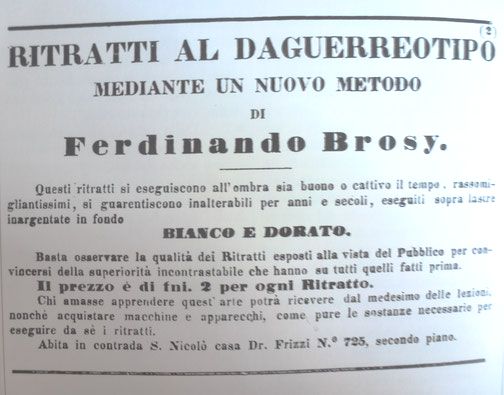 (2)
RITRATTI AL DAGUERREOTIPO
MEDIANTE UN NUOVO METODO
DI
Ferdinando Brosy.
Questi ritratti si eseguiscono all'ombra sia buono o cattivo il tempo, rassomi-
gliantissimi, si guarentiscono inalterabili per anni e secoli, eseguiti sopra lastre
inargentate in fondo
BIANCO E DORATO.
Basta osservare la qualità dei Ritratti esposti alla vista del Pubblico per con-
vincersi della superiorità incontrastabile che hanno su tutti quelli fatti prima.
Il prezzo è di fni. 2 per ogni Ritratto.
Chi amasse apprendere quest'arte potrà ricevere dal medesimo delle lezioni,
nonchè acquistare macchine e apparecchi, come pure le sostanze necessarie per
eseguire da sè i ritratti.
Abita in contrada S. Nicolò casa Dr. Frizzi N.° 725, secondo piano.